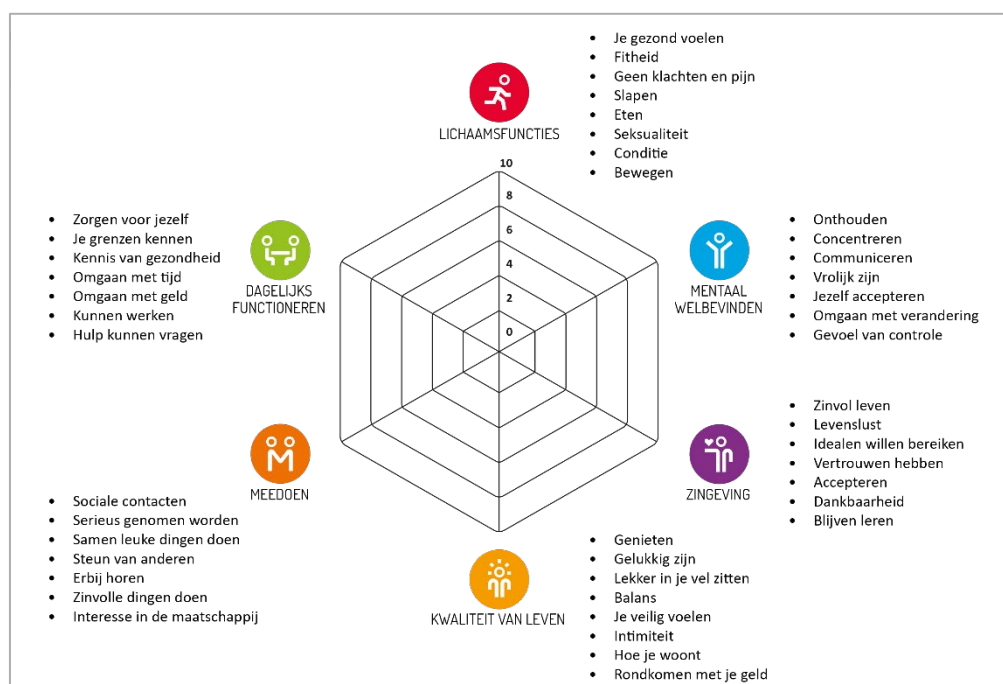 • Je gezond voelen
• Fitheid
• Geen klachten en pijn
• Slapen
• Eten
• Seksualiteit
• Conditie
• Bewegen
LICHAAMSFUNCTIES
10
8
6
4
2
0
• Onthouden
• Concentreren
• Communiceren
• Vrolijk zijn
• Jezelf accepteren
• Omgaan met verandering
• Gevoel van controle
MENTAAL
WELBEVINDEN
• Zinvol leven
• Levenslust
• Idealen willen bereiken
• Vertrouwen hebben
• Accepteren
• Dankbaarheid
• Blijven leren
ZINGEVING
• Genieten
• Gelukkig zijn
• Lekker in je vel zitten
• Balans
• Je veilig voelen
• Intimiteit
• Hoe je woont
• Rondkomen met je geld
KWALITEIT VAN LEVEN
MEEDOEN
• Sociale contacten
• Serieus genomen worden
• Samen leuke dingen doen
• Steun van anderen
• Erbij horen
• Zinvolle dingen doen
• Interesse in de maatschappij
• Zorgen voor jezelf
• Je grenzen kennen
• Kennis van gezondheid
• Omgaan met tijd
• Omgaan met geld
• Kunnen werken
• Hulp kunnen vragen
DAGELIJKS
FUNCTIONEREN